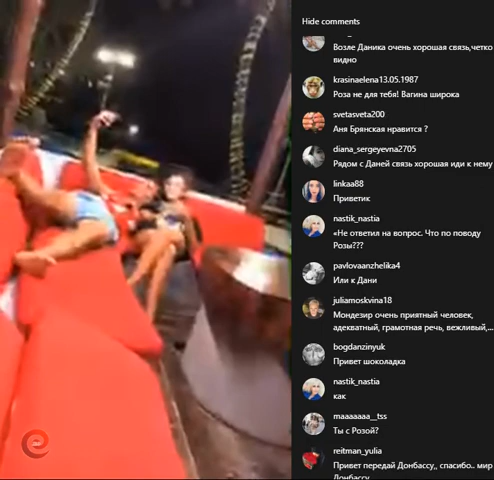 Hide comments
Возле Даника очень хорошая связь,четко
видно
krasinaelena13.05.1987
Роза не для тебя! Вагина широка
svetasveta200
Аня Брянская нравится ?
diana_sergeyevna2705
Рядом с Даней связь хорошая иди к нему
linkaa88
Приветик
nastik_nastia
«Не ответил на вопрос. Что по поводу
Розы???
pavlovaanzhelika4
Или к Дани
juliamoskvina18
Мондезир очень приятный человек,
адекватный, грамотная речь, вежливый,...
bogdanzinyuk
Привет шоколадка
nastik_nastia
как
maaaaaaa__tss
Ты с Розой?
reitman_yulia
Привет передай Донбассу,, спасибо.. мир
Донбассу